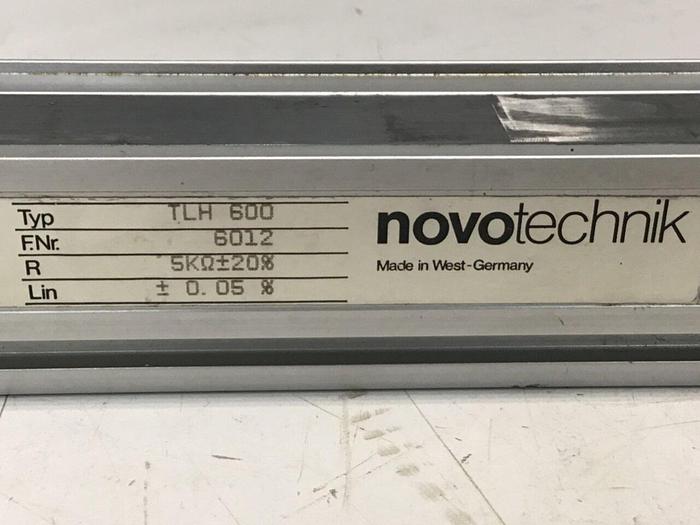 Typ TLH 600
F.Nr. 6012
R 5KΩ±20%
Lin ± 0.05 %
novotechnik
Made in West-Germany